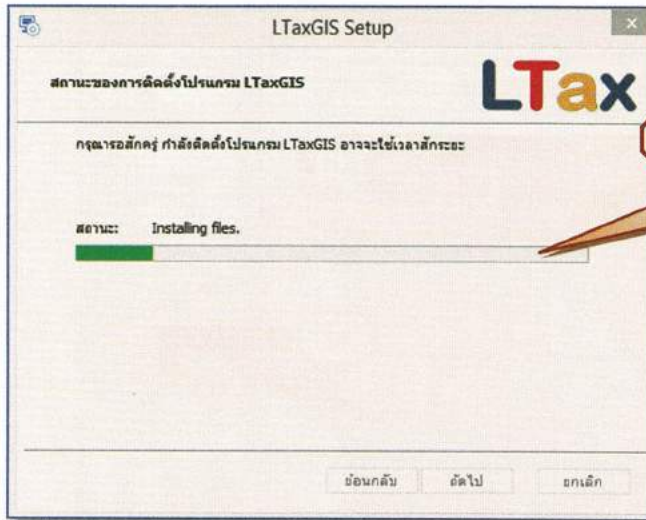 LTaxGIS Setup
x
สถานะของการติดตั้งโปรแกรม LTaxGIS
LTax
กรุณารอสักครู่ กำลังติดตั้งโปรแกรม LTaxGIS อาจจะใช้เวลาสักระยะ
สถานะ: Installing files.
ย้อนกลับ ถัดไป ยกเลิก